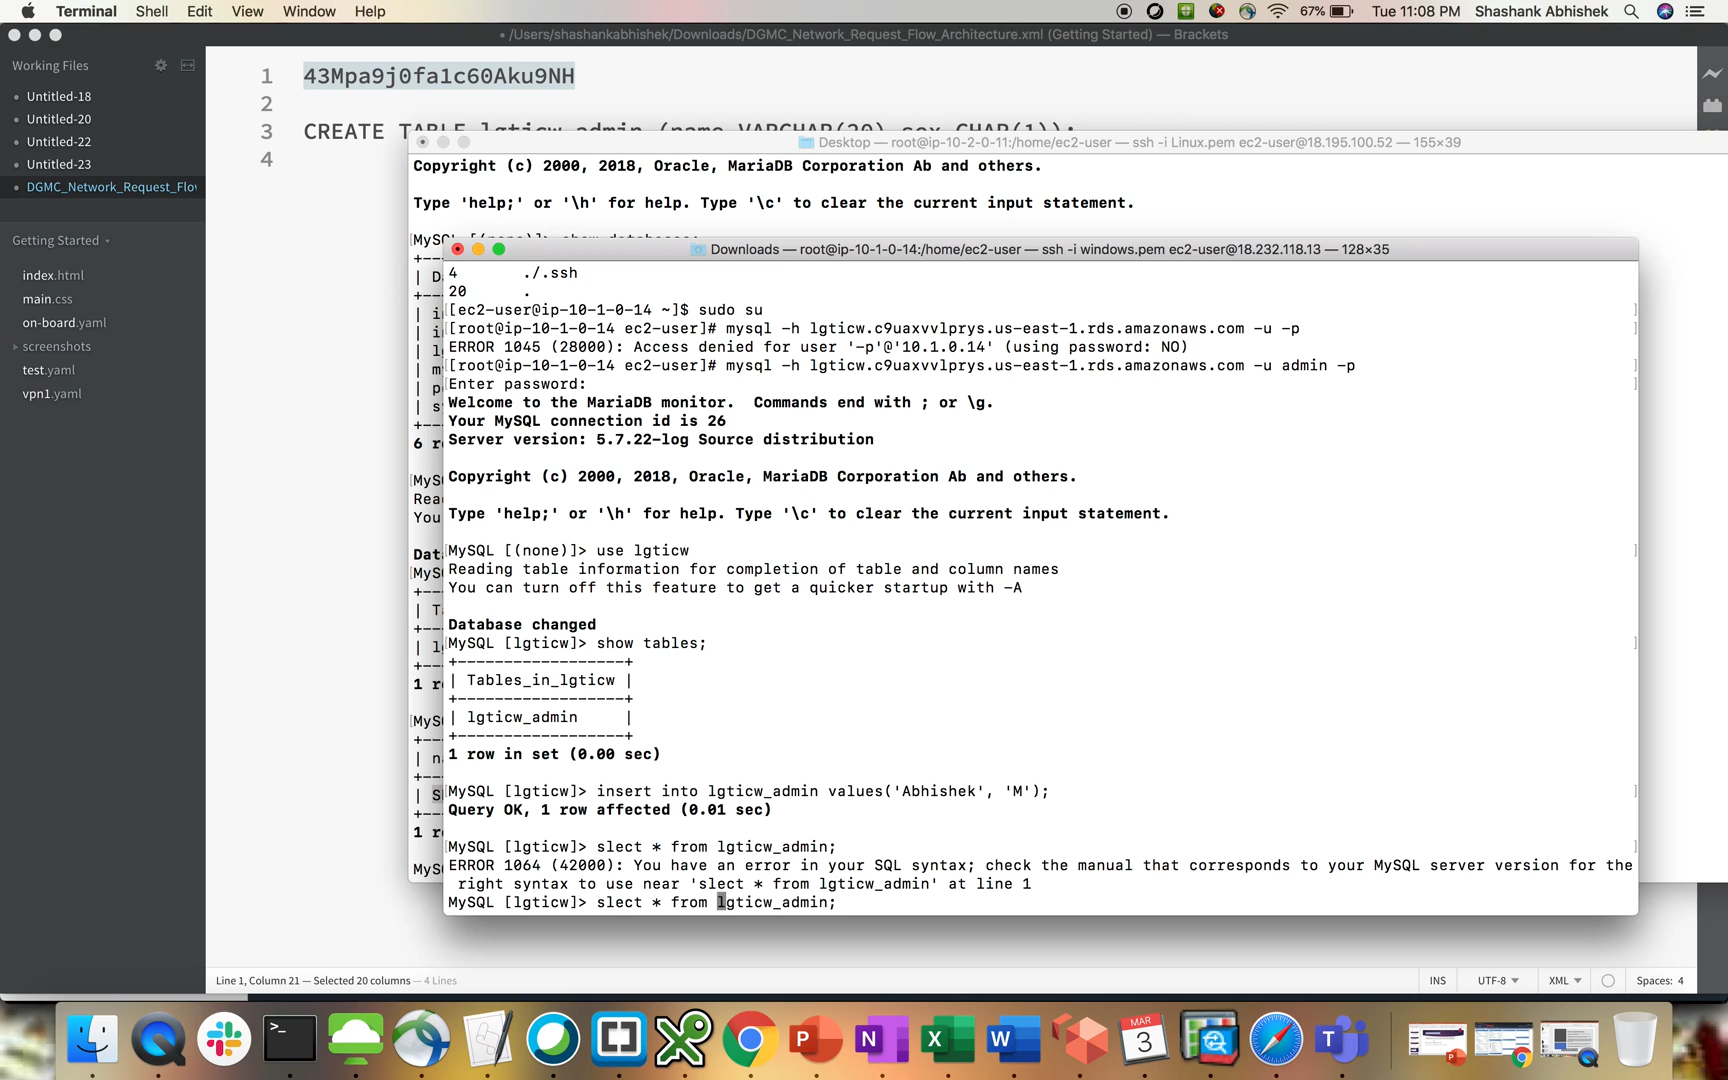 Terminal Shell Edit View Window Help
67% Tue 11:08 PM Shashank Abhishek
• /Users/shashankabhishek/Downloads/DGMC_Network_Request_Flow_Architecture.xml (Getting Started) — Brackets
Working Files
Untitled-18
Untitled-20
Untitled-22
Untitled-23
DGMC_Network_Request_Flo
Getting Started
index.html
main.css
on-board.yaml
screenshots
test.yaml
vpn1.yaml
1 43Mpa9j0fa1c60Aku9NH
2
3 CREATE TABLE lgticw_admin (name VARCHAR(20) sex CHAR(1));
4
Desktop — root@ip-10-2-0-11:/home/ec2-user — ssh -i Linux.pem ec2-user@18.195.100.52 — 155×39
Copyright (c) 2000, 2018, Oracle, MariaDB Corporation Ab and others.
Type 'help;' or '\h' for help. Type '\c' to clear the current input statement.
MySQL [(none)]> show databases;
Downloads — root@ip-10-1-0-14:/home/ec2-user — ssh -i windows.pem ec2-user@18.232.118.13 — 128×35
4 ./.ssh
20 .
[ec2-user@ip-10-1-0-14 ~]$ sudo su
[root@ip-10-1-0-14 ec2-user]# mysql -h lgticw.c9uaxvvlprys.us-east-1.rds.amazonaws.com -u -p
ERROR 1045 (28000): Access denied for user '-p'@'10.1.0.14' (using password: NO)
[root@ip-10-1-0-14 ec2-user]# mysql -h lgticw.c9uaxvvlprys.us-east-1.rds.amazonaws.com -u admin -p
Enter password:
Welcome to the MariaDB monitor.  Commands end with ; or \g.
Your MySQL connection id is 26
Server version: 5.7.22-log Source distribution
Copyright (c) 2000, 2018, Oracle, MariaDB Corporation Ab and others.
Type 'help;' or '\h' for help. Type '\c' to clear the current input statement.
MySQL [(none)]> use lgticw
Reading table information for completion of table and column names
You can turn off this feature to get a quicker startup with -A
Database changed
MySQL [lgticw]> show tables;
+------------------+
| Tables_in_lgticw |
+------------------+
| lgticw_admin     |
+------------------+
1 row in set (0.00 sec)
MySQL [lgticw]> insert into lgticw_admin values('Abhishek', 'M');
Query OK, 1 row affected (0.01 sec)
MySQL [lgticw]> slect * from lgticw_admin;
ERROR 1064 (42000): You have an error in your SQL syntax; check the manual that corresponds to your MySQL server version for the
right syntax to use near 'slect * from lgticw_admin' at line 1
MySQL [lgticw]> slect * from lgticw_admin;
Line 1, Column 21 — Selected 20 columns — 4 Lines
INS UTF-8 XML Spaces: 4
MAR
3